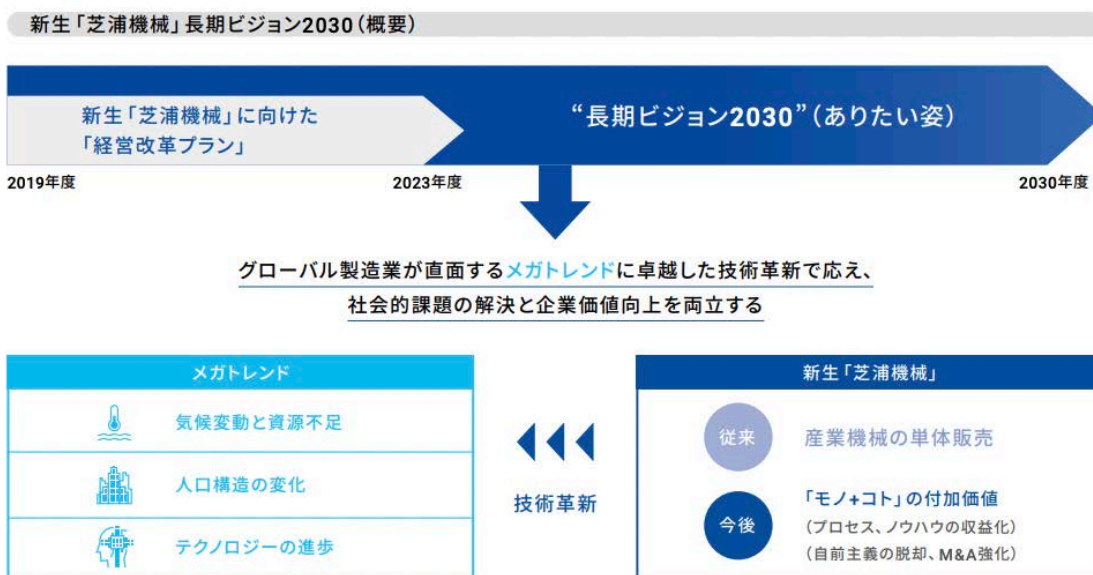 新生「芝浦機械」長期ビジョン2030（概要）
新生「芝浦機械」に向けた
「経営改革プラン」
“長期ビジョン2030”（ありたい姿）
2019年度
2023年度
2030年度
グローバル製造業が直面するメガトレンドに卓越した技術革新で応え、
社会的課題の解決と企業価値向上を両立する
メガトレンド
気候変動と資源不足
人口構造の変化
テクノロジーの進歩
技術革新
新生「芝浦機械」
従来
産業機械の単体販売
今後
「モノ+コト」の付加価値
（プロセス、ノウハウの収益化）
（自前主義の脱却、M&A強化）